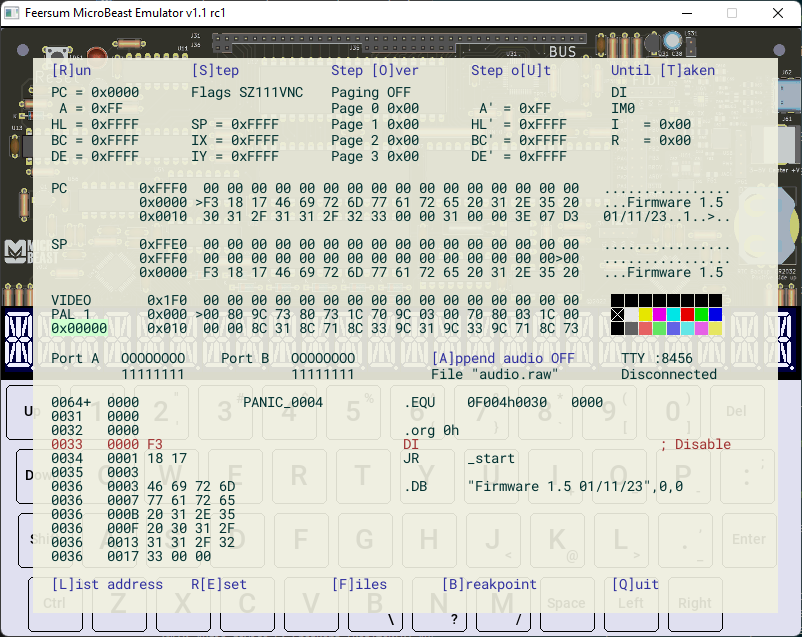 Feersum MicroBeast Emulator v1.1 rc1
BUS
[R]un [S]tep Step [O]ver Step o[U]t Until [T]aken
PC = 0x0000 Flags SZ111VNC Paging OFF DI
A = 0xFF Page 0 0x00 A' = 0xFF IM0
HL = 0xFFFF SP = 0xFFFF Page 1 0x00 HL' = 0xFFFF I = 0x00
BC = 0xFFFF IX = 0xFFFF Page 2 0x00 BC' = 0xFFFF R = 0x00
DE = 0xFFFF IY = 0xFFFF Page 3 0x00 DE' = 0xFFFF
PC 0xFFF0 00 00 00 00 00 00 00 00 00 00 00 00 00 00 00 00 ................
0x0000 >F3 18 17 46 69 72 6D 77 61 72 65 20 31 2E 35 20 ...Firmware 1.5
0x0010 30 31 2F 31 31 2F 32 33 00 00 31 00 00 3E 07 D3 01/11/23..1..>..
SP 0xFFE0 00 00 00 00 00 00 00 00 00 00 00 00 00 00 00 00 ................
0xFFF0 00 00 00 00 00 00 00 00 00 00 00 00 00 00 00>00 ................
0x0000 F3 18 17 46 69 72 6D 77 61 72 65 20 31 2E 35 20 ...Firmware 1.5
VIDEO 0x1F0 00 00 00 00 00 00 00 00 00 00 00 00 00 00 00 00
PAL 1 0x000 >00 80 9C 73 80 73 1C 70 9C 03 00 70 80 03 1C 00
0x00000 0x010 00 00 8C 31 8C 71 8C 33 9C 31 9C 33 9C 71 8C 73
Port A OOOOOOOO Port B OOOOOOOO [A]ppend audio OFF TTY :8456
11111111 11111111 File "audio.raw" Disconnected
0064+ 0000 PANIC_0004 .EQU 0F004h0030 0000
0031 0000
0032 0000 .org 0h
0033 0000 F3 DI ; Disable
0034 0001 18 17 JR _start
0035 0003
0036 0003 46 69 72 6D .DB "Firmware 1.5 01/11/23",0,0
0036 0007 77 61 72 65
0036 000B 20 31 2E 35
0036 000F 20 30 31 2F
0036 0013 31 31 2F 32
0036 0017 33 00 00
[L]ist address R[E]set [F]iles [B]reakpoint [Q]uit
Ctrl Z X C V B \ N ? M / Space Left Right